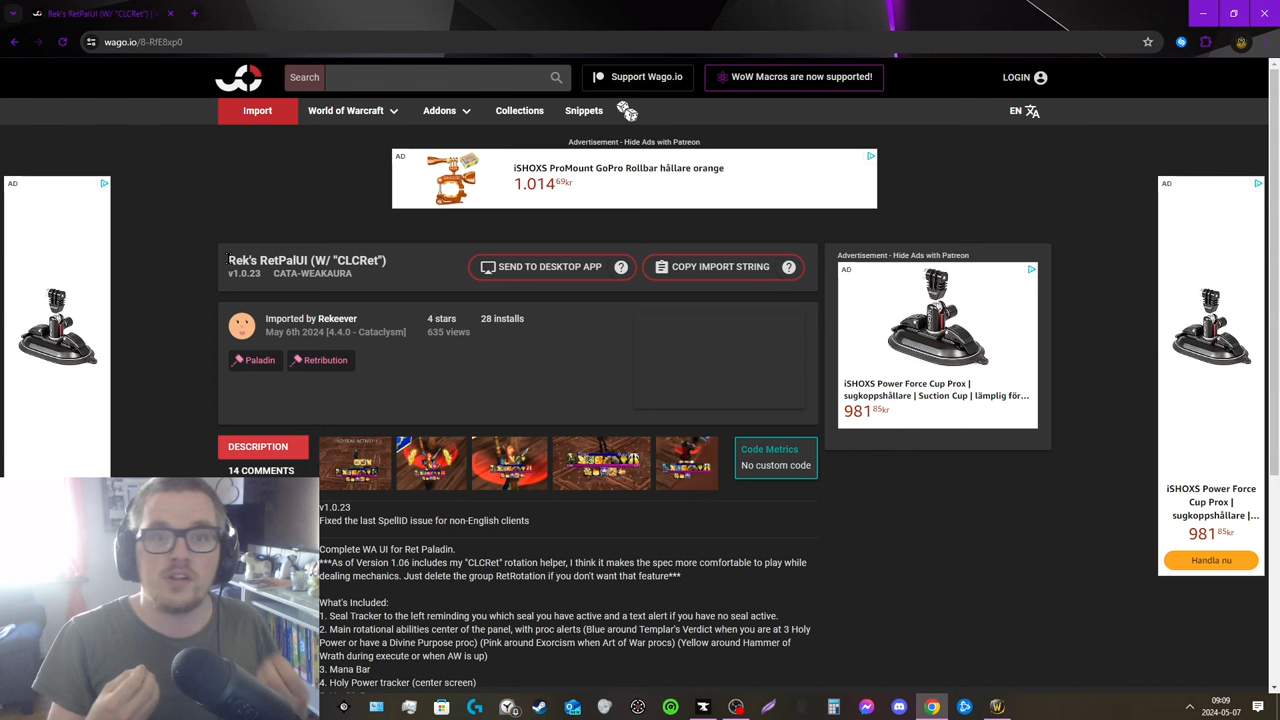 Rek's RetPalUI (W/ "CLCRet") | 
wago.io/8-RfE8xp0
Search
Support Wago.io
WoW Macros are now supported!
LOGIN
Import
World of Warcraft
Addons
Collections
Snippets
EN
Advertisement - Hide Ads with Patreon
AD
iSHOXS ProMount GoPro Rollbar hållare orange
1.014 69kr
AD
AD
Rek's RetPalUI (W/ "CLCRet")
v1.0.23 CATA-WEAKAURA
SEND TO DESKTOP APP ?
COPY IMPORT STRING ?
Advertisement - Hide Ads with Patreon
AD
iSHOXS Power Force Cup Prox |
sugkoppshållare | Suction Cup | lämplig för...
981 85kr
Imported by Rekeever
May 6th 2024 [4.4.0 - Cataclysm]
4 stars
635 views
28 installs
Paladin
Retribution
DESCRIPTION
14 COMMENTS
NO SEAL ACTIVE !
Code Metrics
No custom code
iSHOXS Power Force
Cup Prox |
sugkoppshållare |...
981 85kr
Handla nu
v1.0.23
Fixed the last SpellID issue for non-English clients
Complete WA UI for Ret Paladin.
***As of Version 1.06 includes my "CLCRet" rotation helper, I think it makes the spec more comfortable to play while
dealing mechanics. Just delete the group RetRotation if you don't want that feature***
What's Included:
1. Seal Tracker to the left reminding you which seal you have active and a text alert if you have no seal active.
2. Main rotational abilities center of the panel, with proc alerts (Blue around Templar's Verdict when you are at 3 Holy
Power or have a Divine Purpose proc) (Pink around Exorcism when Art of War procs) (Yellow around Hammer of
Wrath during execute or when AW is up)
3. Mana Bar
4. Holy Power tracker (center screen)
09:09
2024-05-07